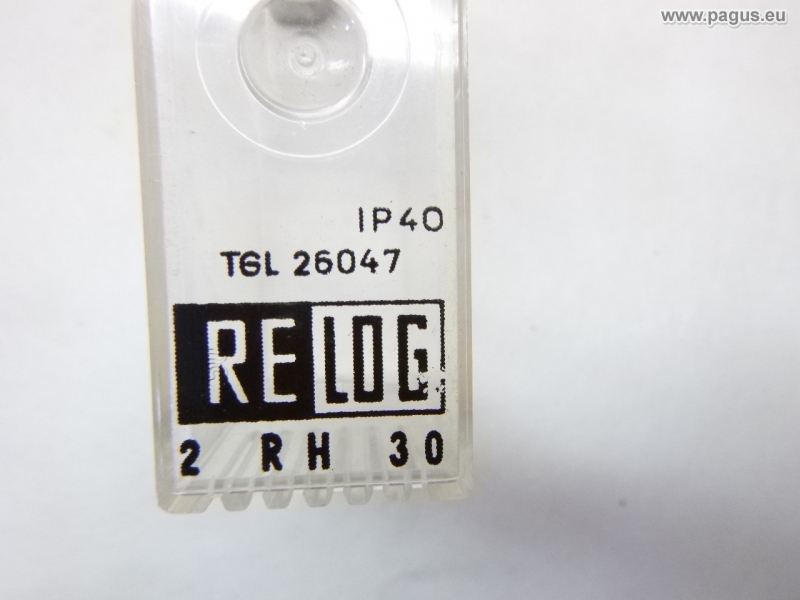 www.pagus.eu
IP40
TGL 26047
RELOG
2 RH 30